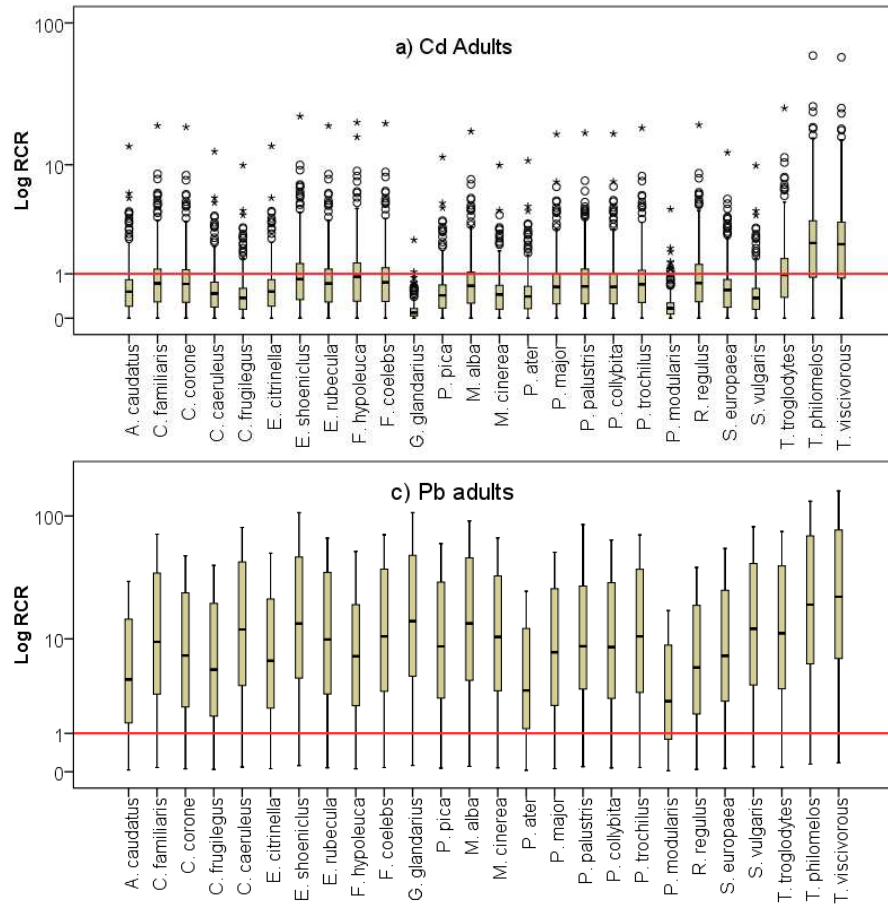 a) Cd Adults
Log RCR
100
10
1
0
A. caudatus
C. familiaris
C. corone
C. caeruleus
C. frugilegus
E. citrinella
E. shoeniclus
E. rubecula
F. hypoleuca
F. coelebs
G. glandarius
P. pica
M. alba
M. cinerea
P. ater
P. major
P. palustris
P. collybita
P. trochilus
P. modularis
R. regulus
S. europaea
S. vulgaris
T. troglodytes
T. philomelos
T. viscivorous
c) Pb adults
Log RCR
100
10
1
0
A. caudatus
C. familiaris
C. corone
C. frugilegus
C. caeruleus
E. citrinella
E. shoeniclus
E. rubecula
F. hypoleuca
F. coelebs
G. glandarius
P. pica
M. alba
M. cinerea
P. ater
P. major
P. palustris
P. collybita
P. trochilus
P. modularis
R. regulus
S. europaea
S. vulgaris
T. troglodytes
T. philomelos
T. viscivorous